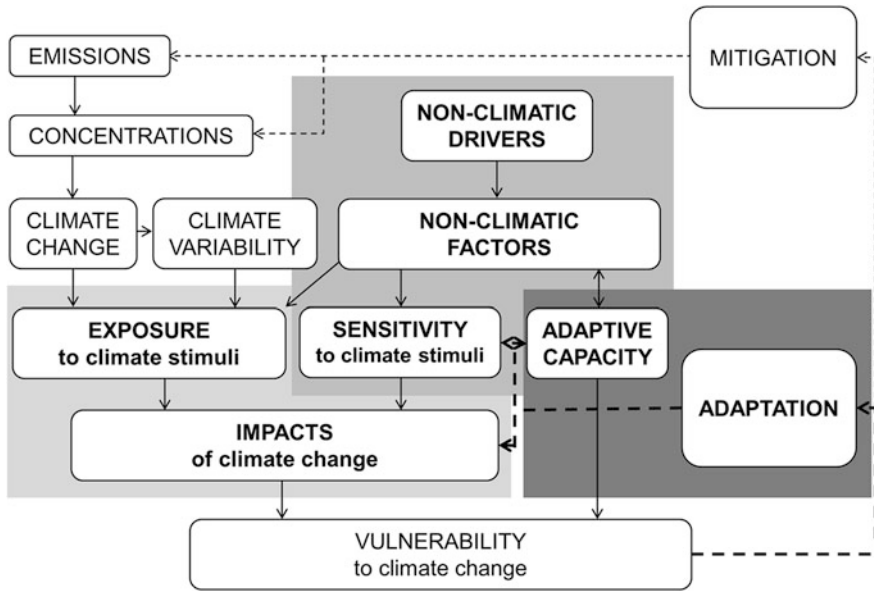 EMISSIONS
MITIGATION
CONCENTRATIONS
NON-CLIMATIC
DRIVERS
CLIMATE
CHANGE
CLIMATE
VARIABILITY
NON-CLIMATIC
FACTORS
EXPOSURE
to climate stimuli
SENSITIVITY
to climate stimuli
ADAPTIVE
CAPACITY
ADAPTATION
IMPACTS
of climate change
VULNERABILITY
to climate change